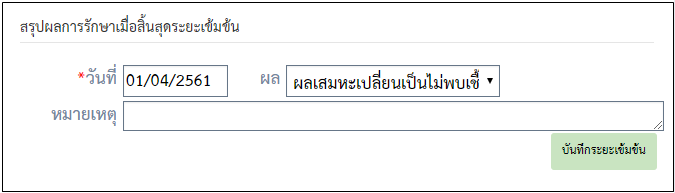 สรุปผลการรักษาเมื่อสิ้นสุดระยะเข้มข้น
*วันที่ 01/04/2561 ผล ผลเสมหะเปลี่ยนเป็นไม่พบเชื้
หมายเหตุ
บันทึกระยะเข้มข้น